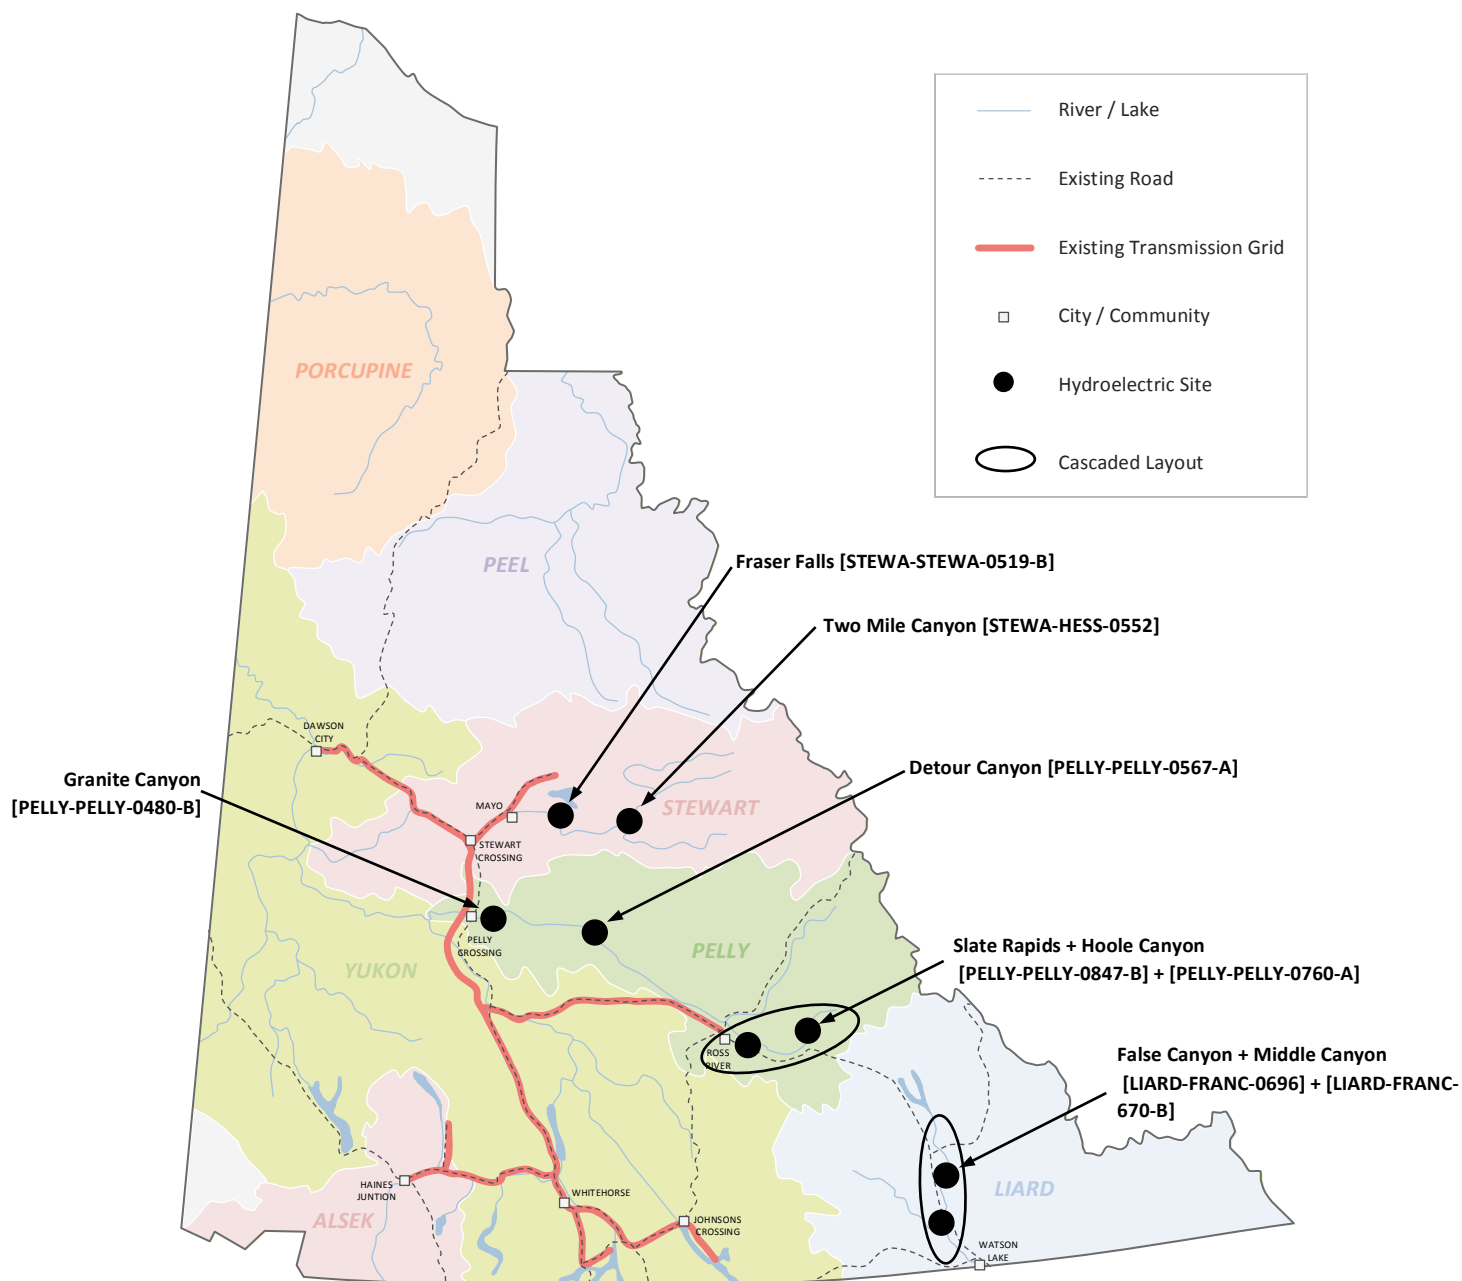 River / Lake
Existing Road
Existing Transmission Grid
City / Community
Hydroelectric Site
Cascaded Layout
PORCUPINE
PEEL
Fraser Falls [STEWA-STEWA-0519-B]
Two Mile Canyon [STEWA-HESS-0552]
DAWSON
CITY
Detour Canyon [PELLY-PELLY-0567-A]
Granite Canyon
[PELLY-PELLY-0480-B]
MAYO
STEWART
STEWART
CROSSING
PELLY
CROSSING
PELLY
YUKON
Slate Rapids + Hoole Canyon
[PELLY-PELLY-0847-B] + [PELLY-PELLY-0760-A]
ROSS
RIVER
False Canyon + Middle Canyon
[LIARD-FRANC-0696] + [LIARD-FRANC-
670-B]
HAINES
JUNTION
WHITEHORSE
LIARD
ALSEK
JOHNSONS
CROSSING
WATSON
LAKE